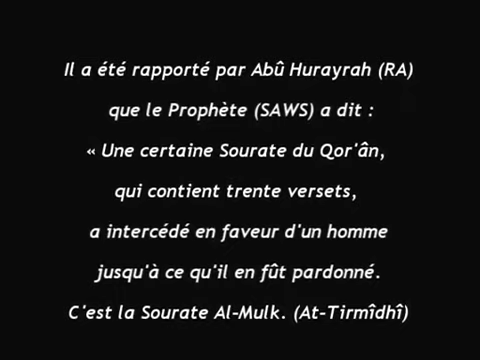 Il a été rapporté par Abû Hurayrah (RA)
que le Prophète (SAWS) a dit :
« Une certaine Sourate du Qor'ân,
qui contient trente versets,
a intercédé en faveur d'un homme
jusqu'à ce qu'il en fût pardonné.
C'est la Sourate Al-Mulk. (At-Tirmîdhî)